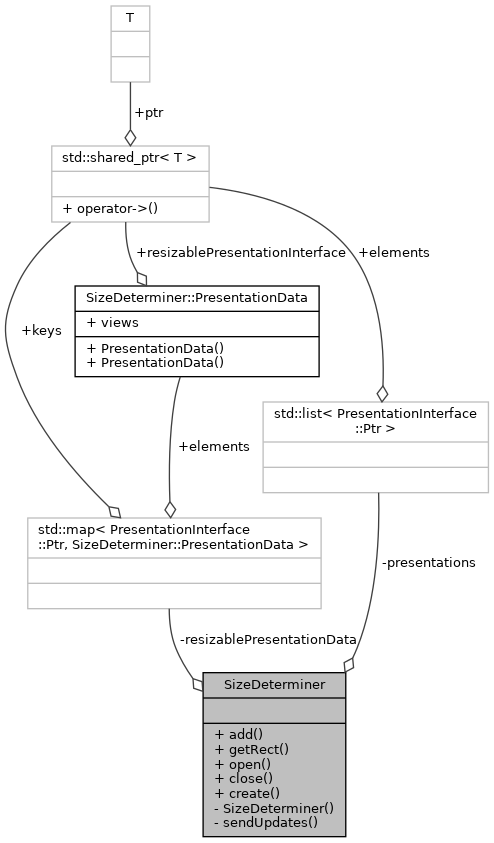 T
+ptr
std::shared_ptr< T >
+ operator->()
+resizablePresentationInterface
+elements
SizeDeterminer::PresentationData
+ views
+ PresentationData()
+ PresentationData()
+keys
std::list< PresentationInterface
::Ptr >
+elements
std::map< PresentationInterface
::Ptr, SizeDeterminer::PresentationData >
-presentations
-resizablePresentationData
SizeDeterminer
+ add()
+ getRect()
+ open()
+ close()
+ create()
- SizeDeterminer()
- sendUpdates()